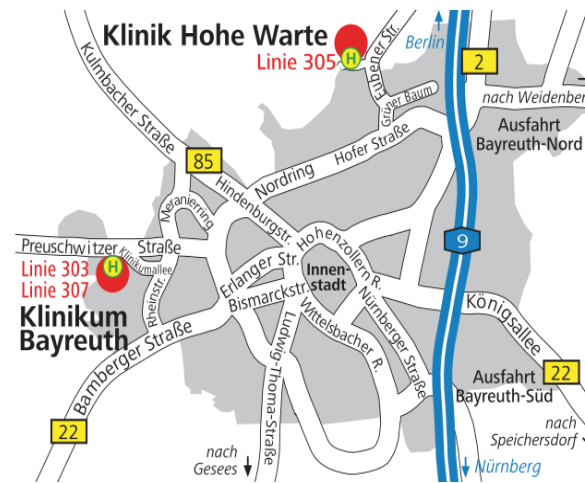 Klinik Hohe Warte
Linie 305
H
Eubener Str.
Grüner Baum
Berlin
2
nach Weidenber
Ausfahrt
Bayreuth-Nord
Kulmbacher Straße
85
Nordring
Hofer Straße
Hindenburgstr.
Meranierring
Preuschwitzer Straße
Klinikumallee
H
Linie 303
Linie 307
Klinikum
Bayreuth
Rheinstr.
Erlanger Str.
Hohenzollern R.
Innen-
stadt
Bismarckstr.
Wittelsbacher R.
Nürnberger Straße
9
Königsallee
Bamberger Straße
Ludwig-Thoma-Straße
Ausfahrt
Bayreuth-Süd
22
22
nach
Speichersdorf
nach
Gesees
Nürnberg